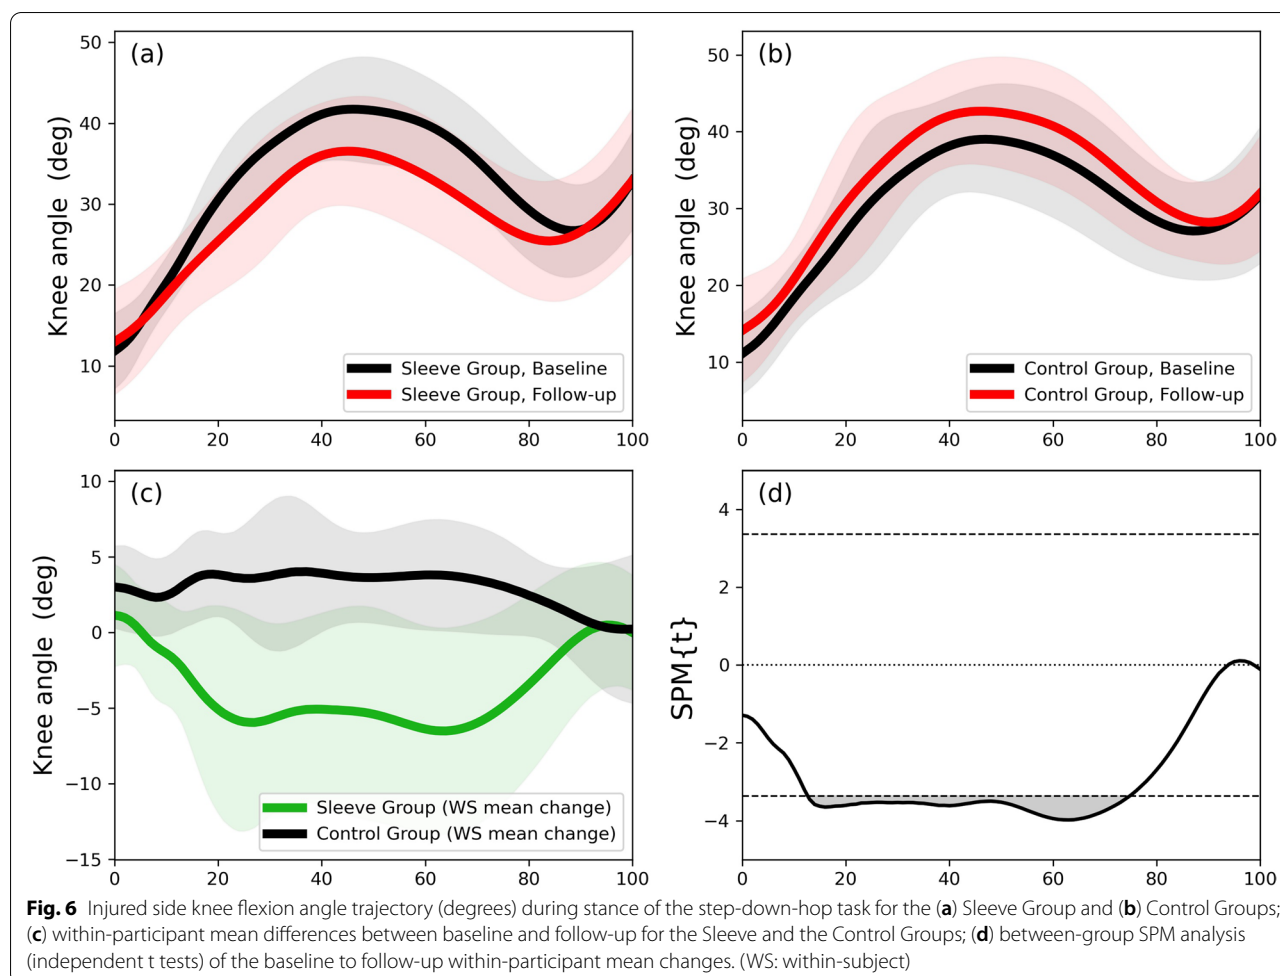 (a)
50
40
30
20
10
Knee angle (deg)
Sleeve Group, Baseline
Sleeve Group, Follow-up
0 20 40 60 80 100
(b)
50
40
30
20
10
Knee angle (deg)
Control Group, Baseline
Control Group, Follow-up
0 20 40 60 80 100
(c)
10
5
0
−5
−10
−15
Knee angle (deg)
Sleeve Group (WS mean change)
Control Group (WS mean change)
0 20 40 60 80 100
(d)
4
2
0
−2
−4
SPM{t}
0 20 40 60 80 100
Fig. 6 Injured side knee flexion angle trajectory (degrees) during stance of the step-down-hop task for the (a) Sleeve Group and (b) Control Groups;
(c) within-participant mean differences between baseline and follow-up for the Sleeve and the Control Groups; (d) between-group SPM analysis
(independent t tests) of the baseline to follow-up within-participant mean changes. (WS: within-subject)